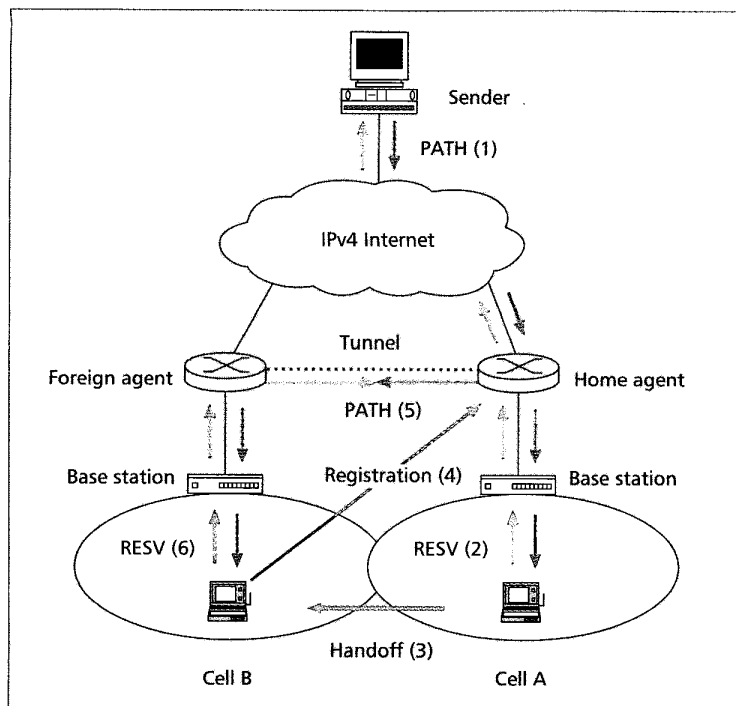 Sender
PATH (1)
IPv4 Internet
Tunnel
Foreign agent
Home agent
PATH (5)
Base station
Registration (4)
Base station
RESV (6)
RESV (2)
Handoff (3)
Cell B
Cell A